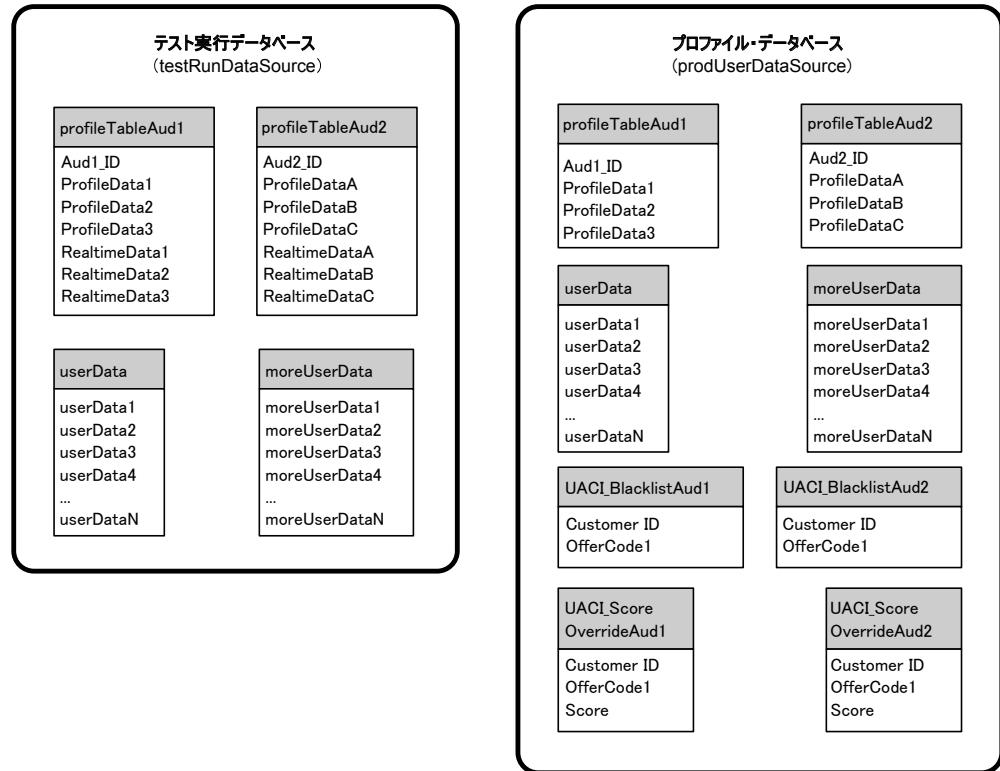 テスト実行データベース
(testRunDataSource)
profileTableAud1
Aud1_ID
ProfileData1
ProfileData2
ProfileData3
RealtimeData1
RealtimeData2
RealtimeData3
profileTableAud2
Aud2_ID
ProfileDataA
ProfileDataB
ProfileDataC
RealtimeDataA
RealtimeDataB
RealtimeDataC
userData
userData1
userData2
userData3
userData4
...
userDataN
moreUserData
moreUserData1
moreUserData2
moreUserData3
moreUserData4
...
moreUserDataN
プロファイル・データベース
(prodUserDataSource)
profileTableAud1
Aud1_ID
ProfileData1
ProfileData2
ProfileData3
profileTableAud2
Aud2_ID
ProfileDataA
ProfileDataB
ProfileDataC
userData
userData1
userData2
userData3
userData4
...
userDataN
moreUserData
moreUserData1
moreUserData2
moreUserData3
moreUserData4
...
moreUserDataN
UACI_BlacklistAud1
Customer ID
OfferCode1
UACI_BlacklistAud2
Customer ID
OfferCode1
UACI_Score
OverrideAud1
Customer ID
OfferCode1
Score
UACI_Score
OverrideAud2
Customer ID
OfferCode1
Score